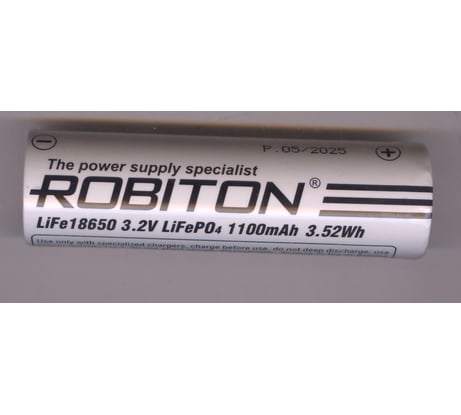 P.05/2025
The power supply specialist
ROBITON®
LiFe18650 3.2V LiFePO4 1100mAh 3.52Wh
Use only with specialized chargers, charge before use, do not deep discharge, use